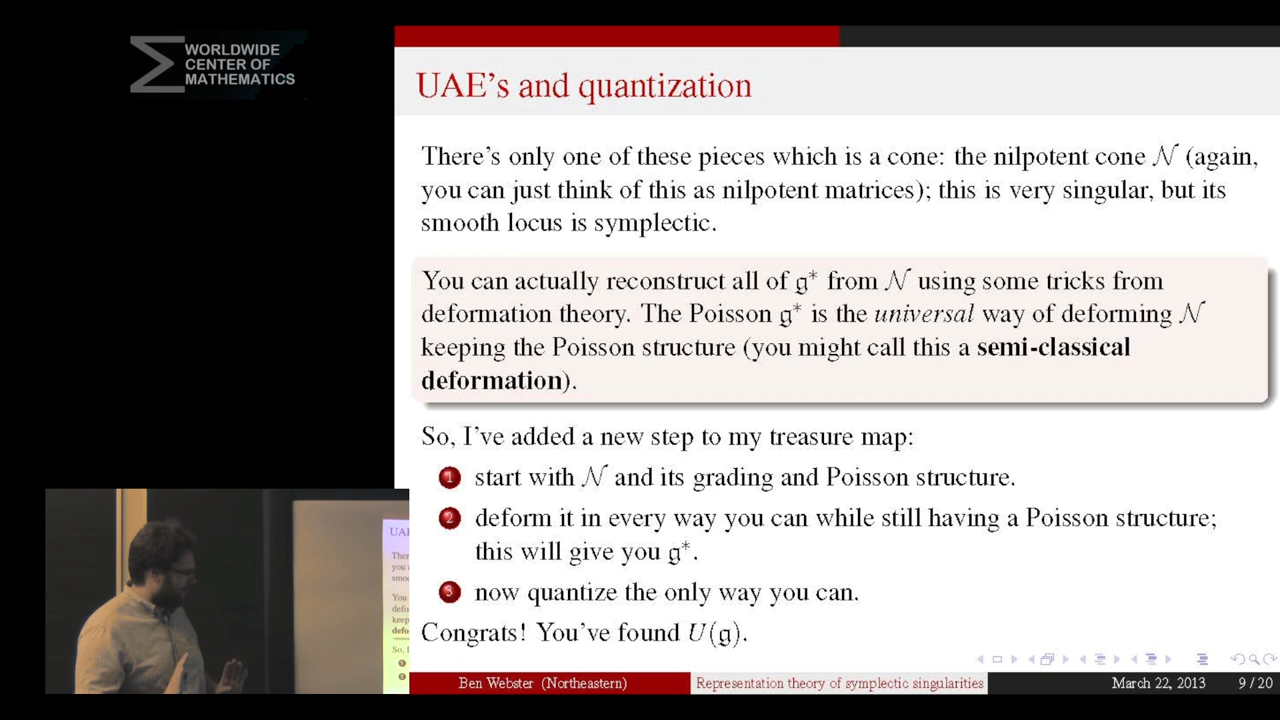 WORLDWIDE
CENTER OF
MATHEMATICS
UAE's and quantization
There's only one of these pieces which is a cone: the nilpotent cone 𝒩 (again,
you can just think of this as nilpotent matrices); this is very singular, but its
smooth locus is symplectic.
You can actually reconstruct all of 𝔤* from 𝒩 using some tricks from
deformation theory. The Poisson 𝔤* is the universal way of deforming 𝒩
keeping the Poisson structure (you might call this a semi-classical
deformation).
So, I've added a new step to my treasure map:
1 start with 𝒩 and its grading and Poisson structure.
2 deform it in every way you can while still having a Poisson structure;
this will give you 𝔤*.
3 now quantize the only way you can.
Congrats! You've found U(𝔤).
Ben Webster (Northeastern) Representation theory of symplectic singularities March 22, 2013 9 / 20